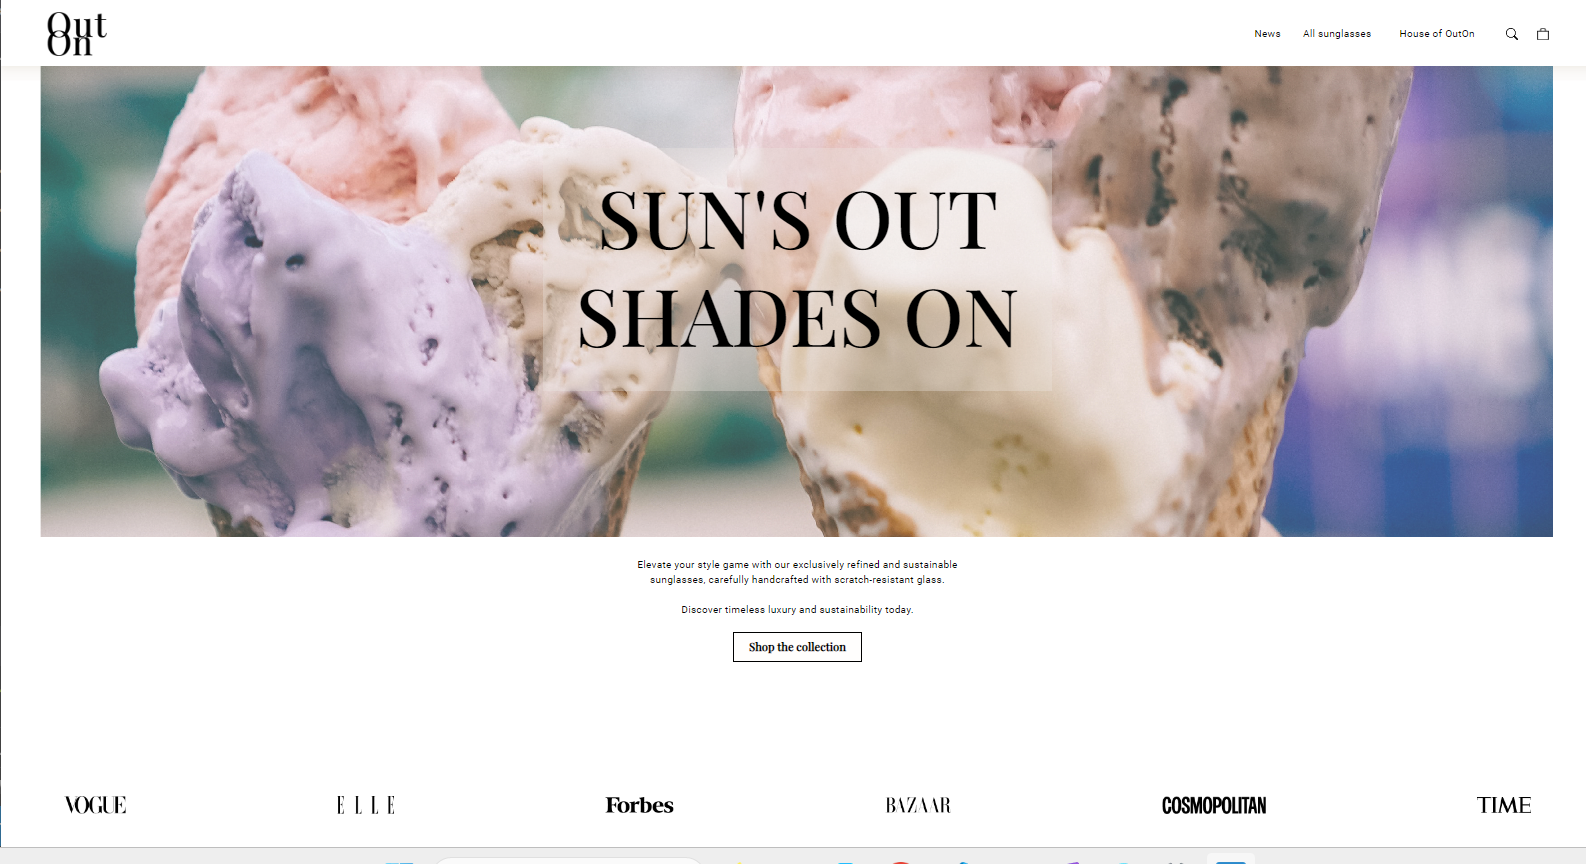 Out
On
News
All sunglasses
House of OutOn
SUN'S OUT
SHADES ON
Elevate your style game with our exclusively refined and sustainable
sunglasses, carefully handcrafted with scratch-resistant glass.
Discover timeless luxury and sustainability today.
Shop the collection
VOGUE
ELLE
Forbes
BAZAAR
COSMOPOLITAN
TIME